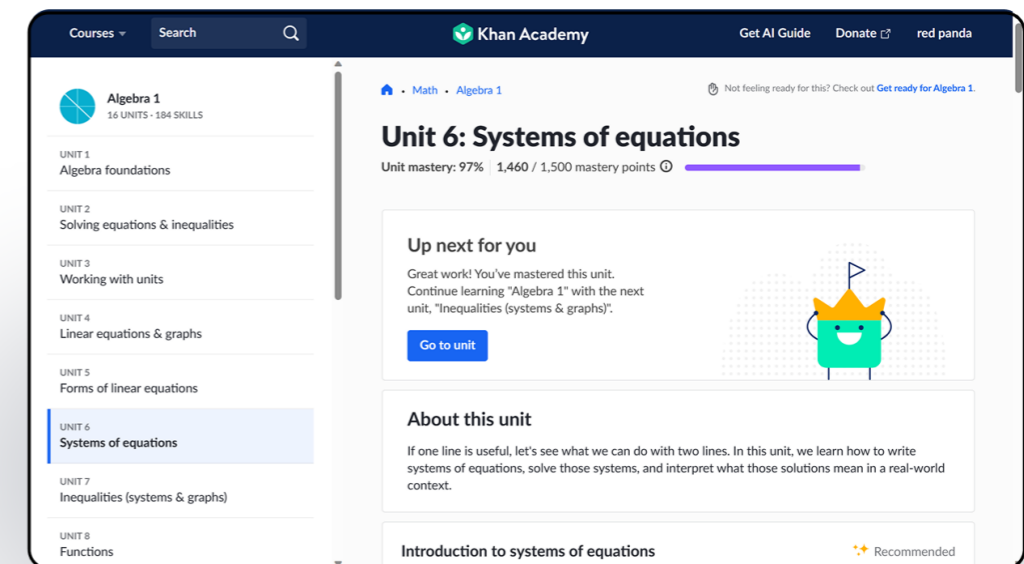 Courses
Search
Khan Academy
Get AI Guide
Donate
red panda
Algebra 1
16 UNITS · 184 SKILLS
UNIT 1
Algebra foundations
UNIT 2
Solving equations & inequalities
UNIT 3
Working with units
UNIT 4
Linear equations & graphs
UNIT 5
Forms of linear equations
UNIT 6
Systems of equations
UNIT 7
Inequalities (systems & graphs)
UNIT 8
Functions
Math • Algebra 1
Not feeling ready for this? Check out Get ready for Algebra 1.
Unit 6: Systems of equations
Unit mastery: 97% 1,460 / 1,500 mastery points
Up next for you
Great work! You've mastered this unit.
Continue learning "Algebra 1" with the next
unit, "Inequalities (systems & graphs)".
Go to unit
About this unit
If one line is useful, let's see what we can do with two lines. In this unit, we learn how to write
systems of equations, solve those systems, and interpret what those solutions mean in a real-world
context.
Introduction to systems of equations
Recommended